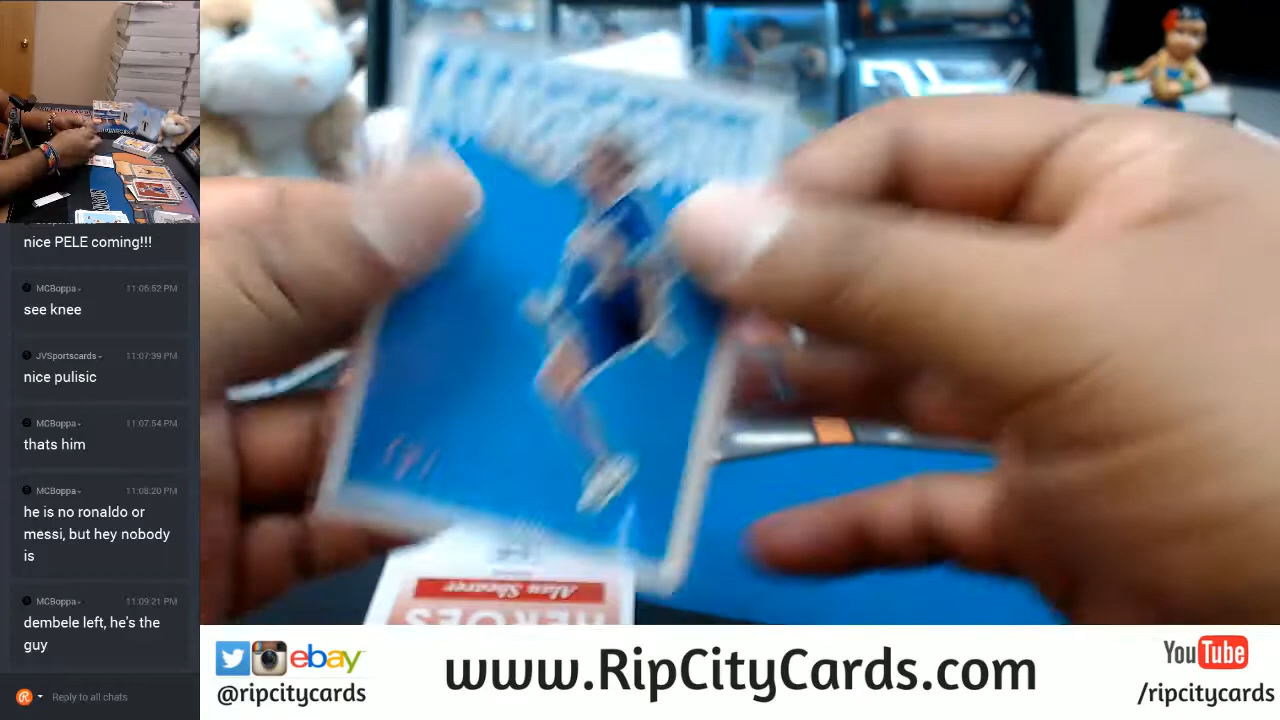 nice PELE coming!!!
MCBoppa 11:06:52 PM
see knee
JVSportscards 11:07:39 PM
nice pulisic
MCBoppa 11:07:54 PM
thats him
MCBoppa 11:08:20 PM
he is no ronaldo or
messi, but hey nobody
is
MCBoppa 11:09:21 PM
dembele left, he's the
guy
Reply to all chats
Alan Shearer
HEROES
ebay
@ripcitycards
www.RipCityCards.com
YouTube
/ripcitycards